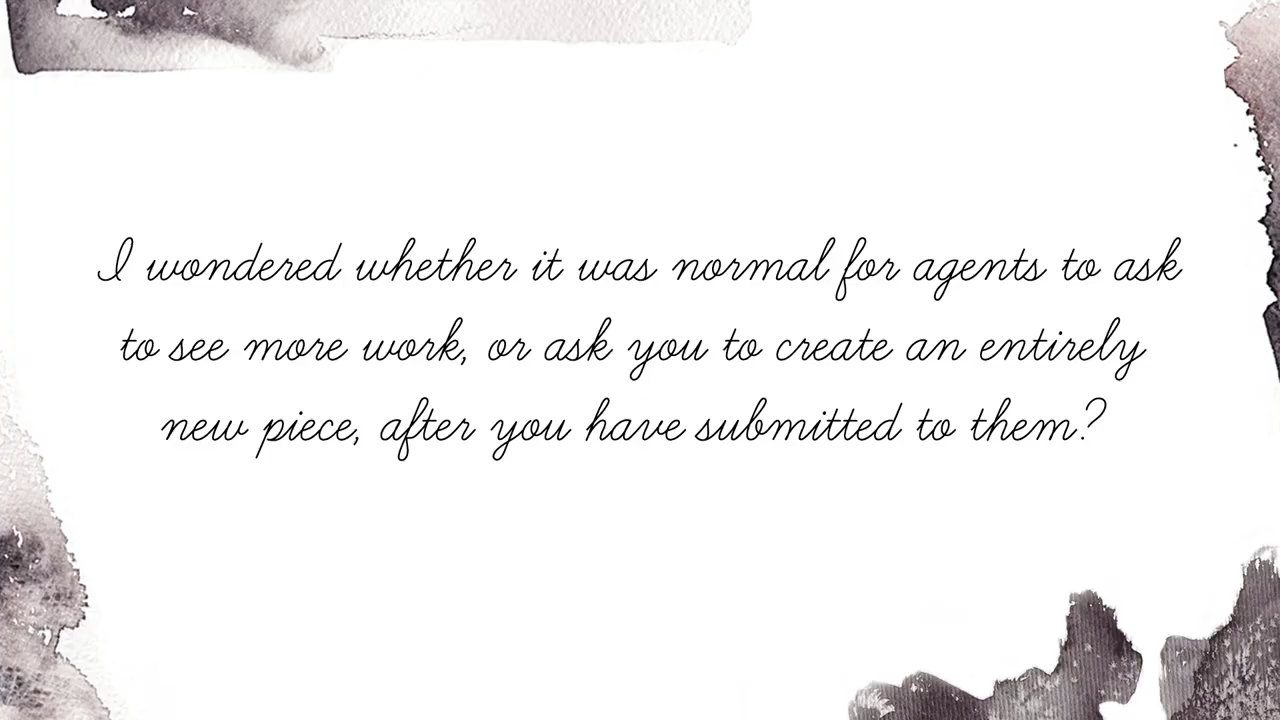 I wondered whether it was normal for agents to ask
to see more work, or ask you to create an entirely
new piece, after you have submitted to them?